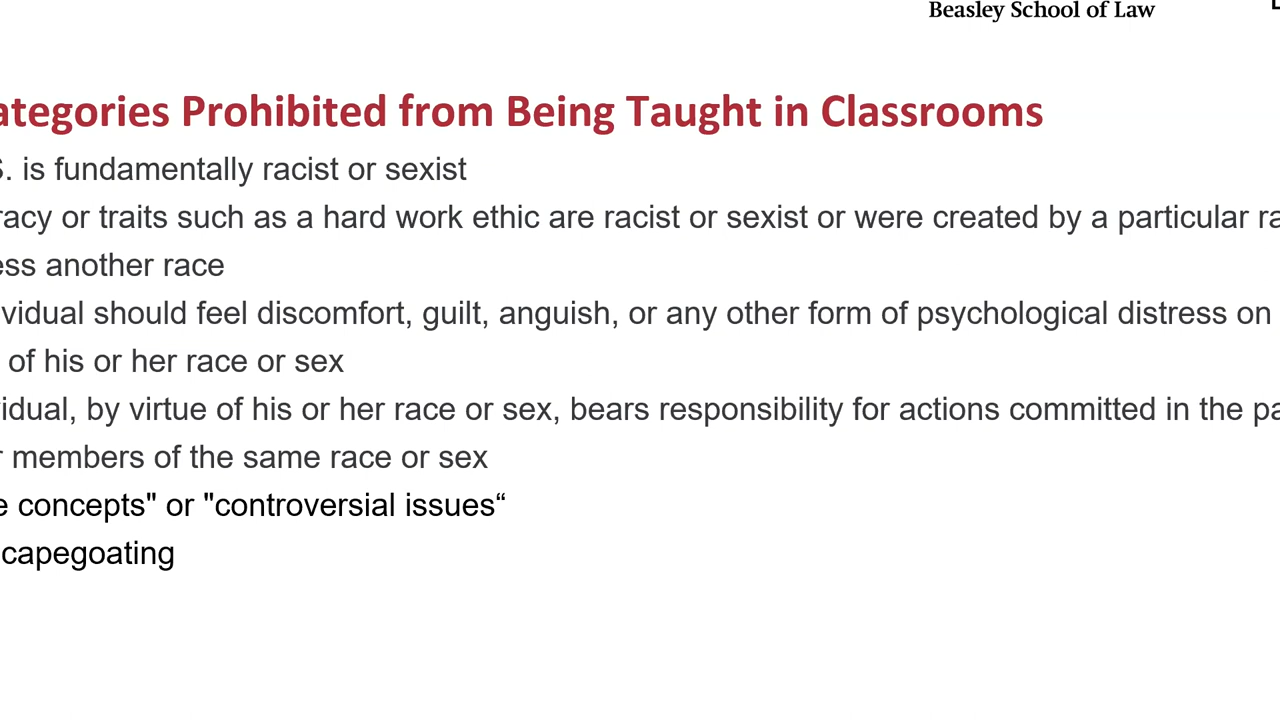 Beasley School of Law
ategories Prohibited from Being Taught in Classrooms
S. is fundamentally racist or sexist
racy or traits such as a hard work ethic are racist or sexist or were created by a particular ra
ess another race
vidual should feel discomfort, guilt, anguish, or any other form of psychological distress on
of his or her race or sex
vidual, by virtue of his or her race or sex, bears responsibility for actions committed in the pa
r members of the same race or sex
e concepts" or "controversial issues“
capegoating